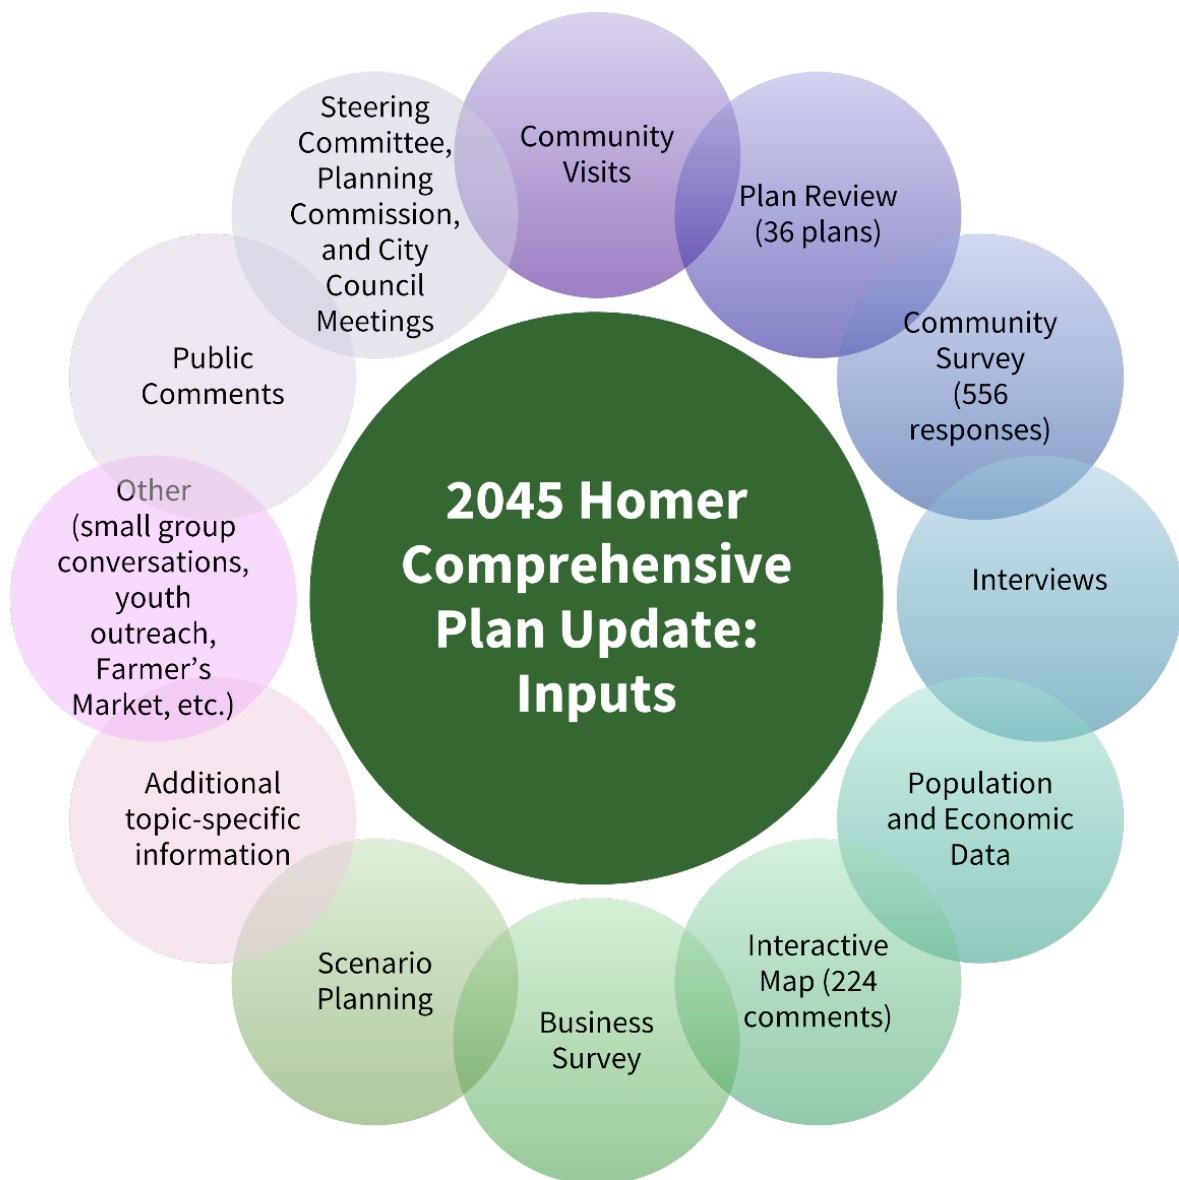 Steering
Committee,
Planning
Commission,
and City
Council
Meetings
Community
Visits
Plan Review
(36 plans)
Community
Survey
(556
responses)
Interviews
Population
and Economic
Data
Interactive
Map (224
comments)
Business
Survey
Scenario
Planning
Additional
topic-specific
information
Other
(small group
conversations,
youth
outreach,
Farmer’s
Market, etc.)
Public
Comments
2045 Homer
Comprehensive
Plan Update:
Inputs